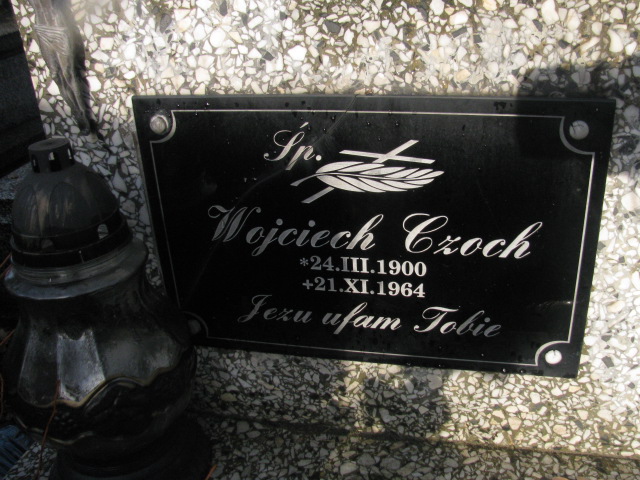 Śp.
Wojciech Czoch
*24.III.1900
+21.XI.1964
Jezu ufam Tobie